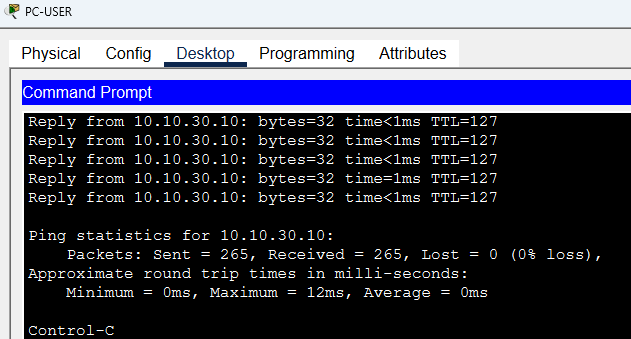 PC-USER
Physical Config Desktop Programming Attributes
Command Prompt
Reply from 10.10.30.10: bytes=32 time<1ms TTL=127
Reply from 10.10.30.10: bytes=32 time<1ms TTL=127
Reply from 10.10.30.10: bytes=32 time<1ms TTL=127
Reply from 10.10.30.10: bytes=32 time=1ms TTL=127
Reply from 10.10.30.10: bytes=32 time<1ms TTL=127
Ping statistics for 10.10.30.10:
Packets: Sent = 265, Received = 265, Lost = 0 (0% loss),
Approximate round trip times in milli-seconds:
Minimum = 0ms, Maximum = 12ms, Average = 0ms
Control-C